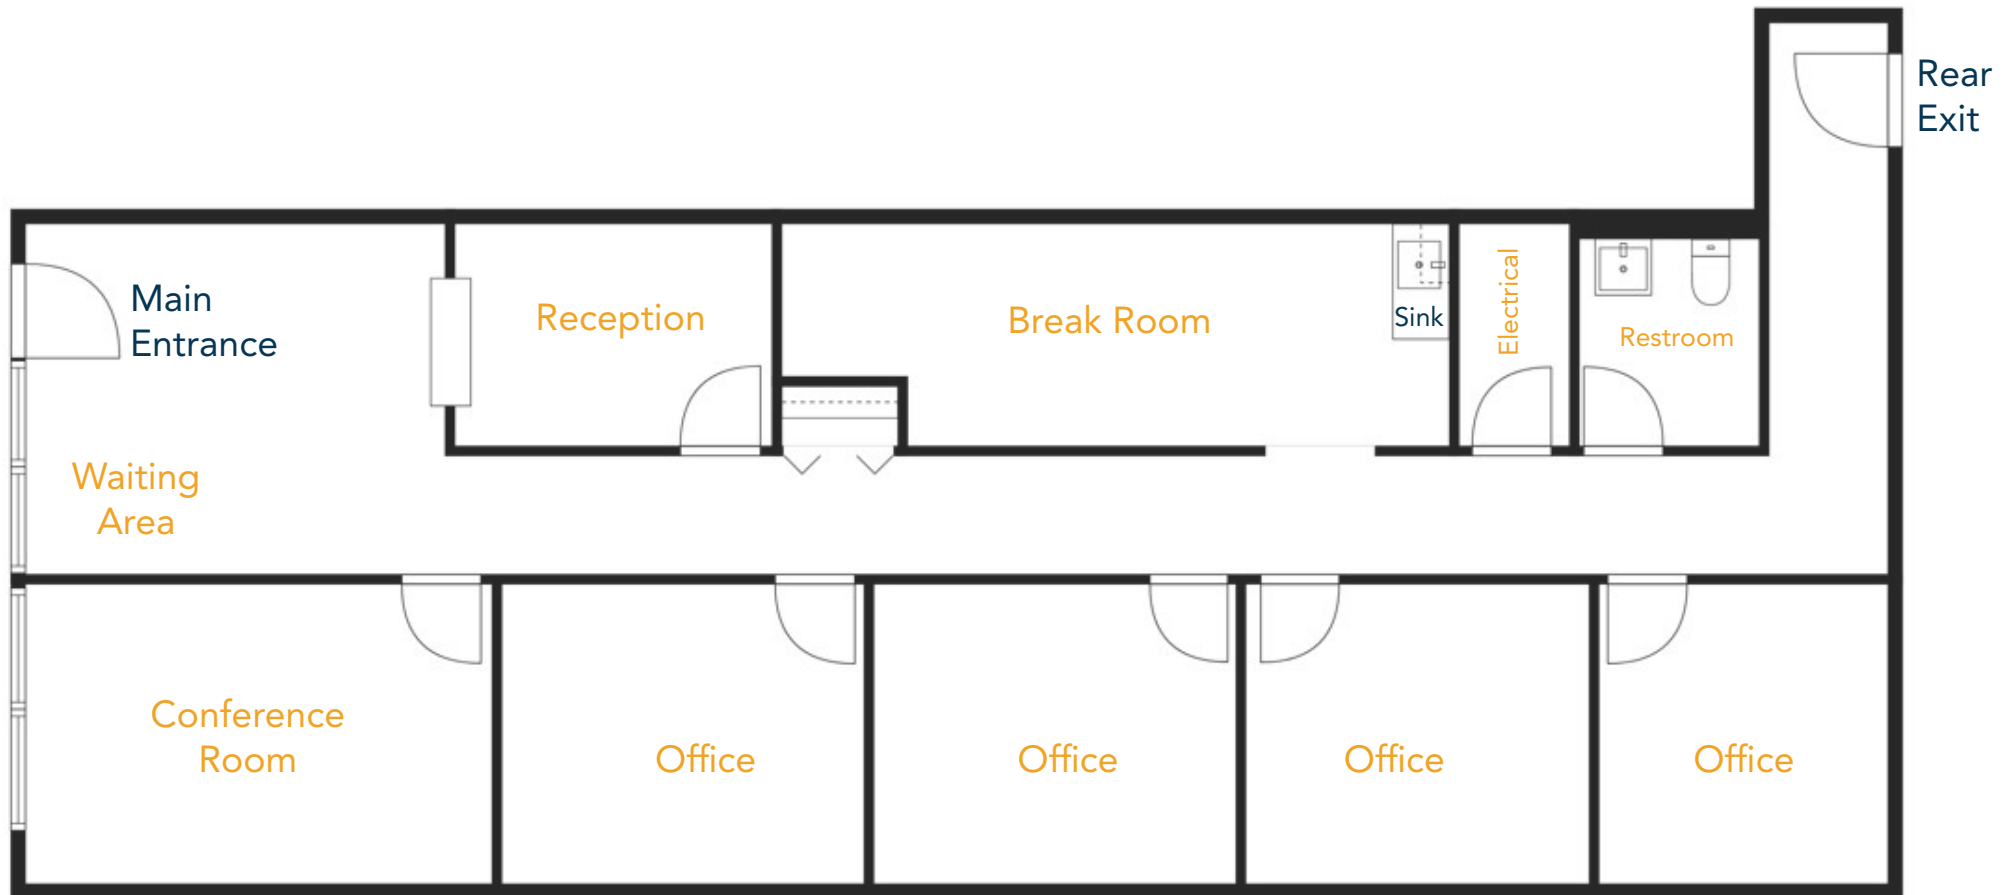 Rear
Exit
Main
Entrance
Reception
Break Room
Sink
Electrical
Restroom
Waiting
Area
Conference
Room
Office
Office
Office
Office